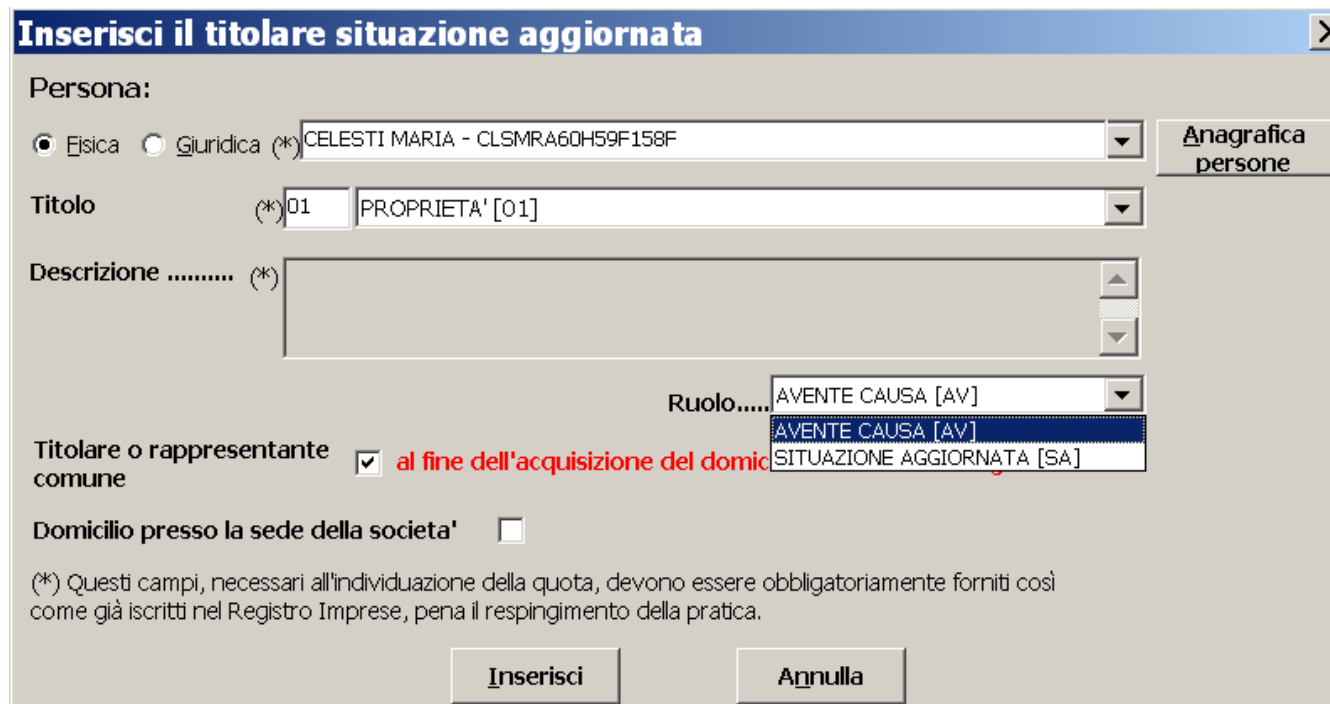 Inserisci il titolare situazione aggiornata
Persona:
Fisica Giuridica (*) CELESTI MARIA - CLSMRA60H59F158F
Anagrafica
persone
Titolo (*) 01 PROPRIETA' [01]
Descrizione .......... (*)
Ruolo..... AVENTE CAUSA [AV]
AVENTE CAUSA [AV]
SITUAZIONE AGGIORNATA [SA]
Titolare o rappresentante
comune
al fine dell'acquisizione del domic
Domicilio presso la sede della societa'
(*) Questi campi, necessari all'individuazione della quota, devono essere obbligatoriamente forniti così
come già iscritti nel Registro Imprese, pena il respingimento della pratica.
Inserisci Annulla